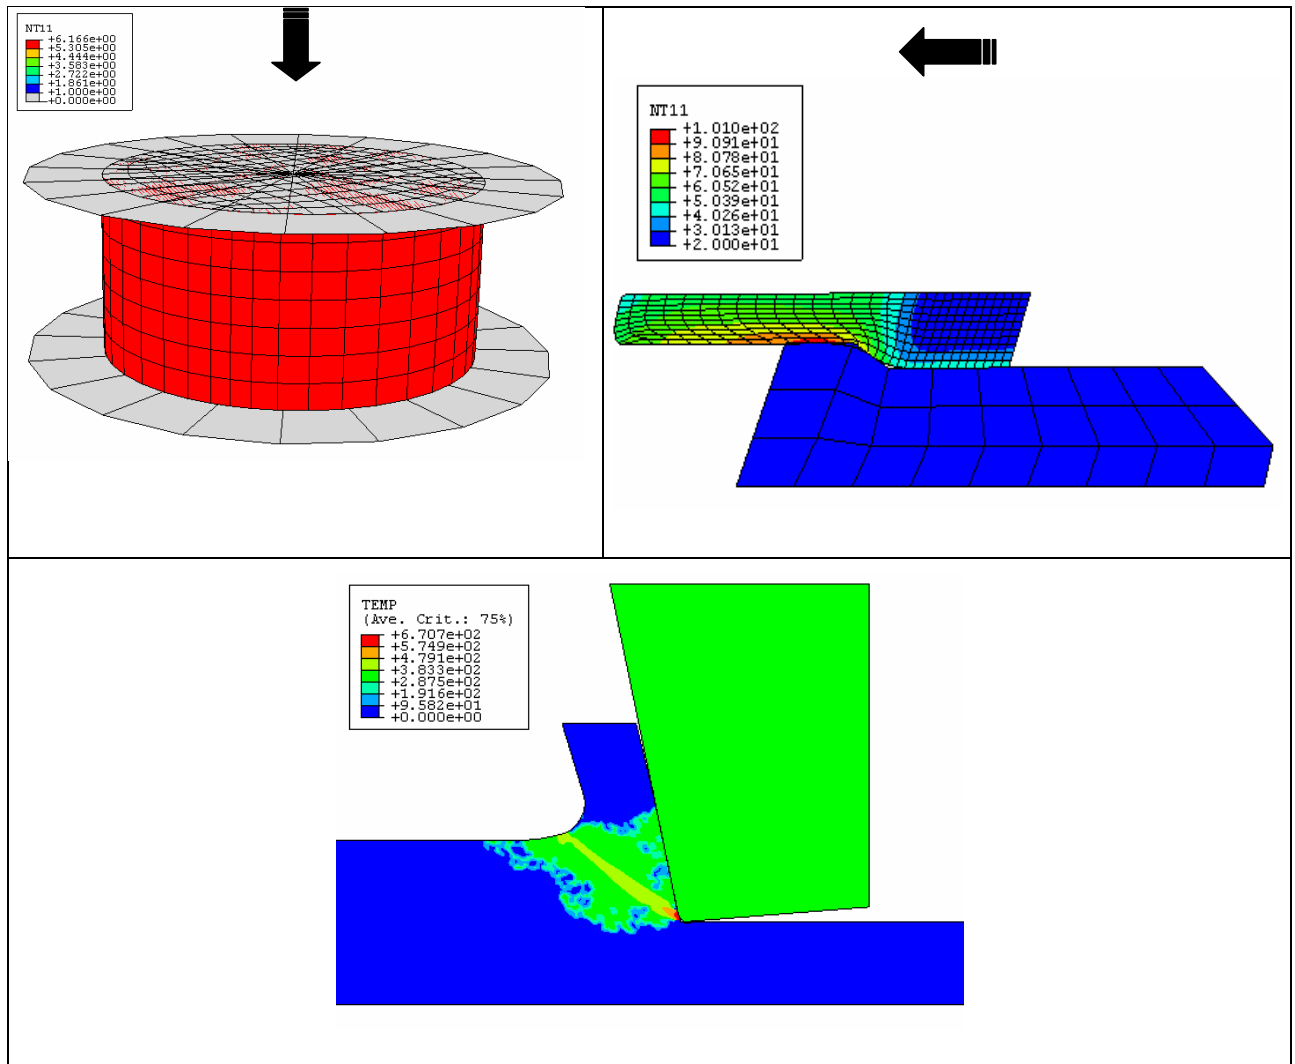 NT11
+6.166e+00
+5.305e+00
+4.444e+00
+3.583e+00
+2.722e+00
+1.861e+00
+1.000e+00
+0.000e+00
NT11
+1.010e+02
+9.091e+01
+8.078e+01
+7.065e+01
+6.052e+01
+5.039e+01
+4.026e+01
+3.013e+01
+2.000e+01
TEMP
(Ave. Crit.: 75%)
+6.707e+02
+5.749e+02
+4.791e+02
+3.833e+02
+2.875e+02
+1.916e+02
+9.582e+01
+0.000e+00